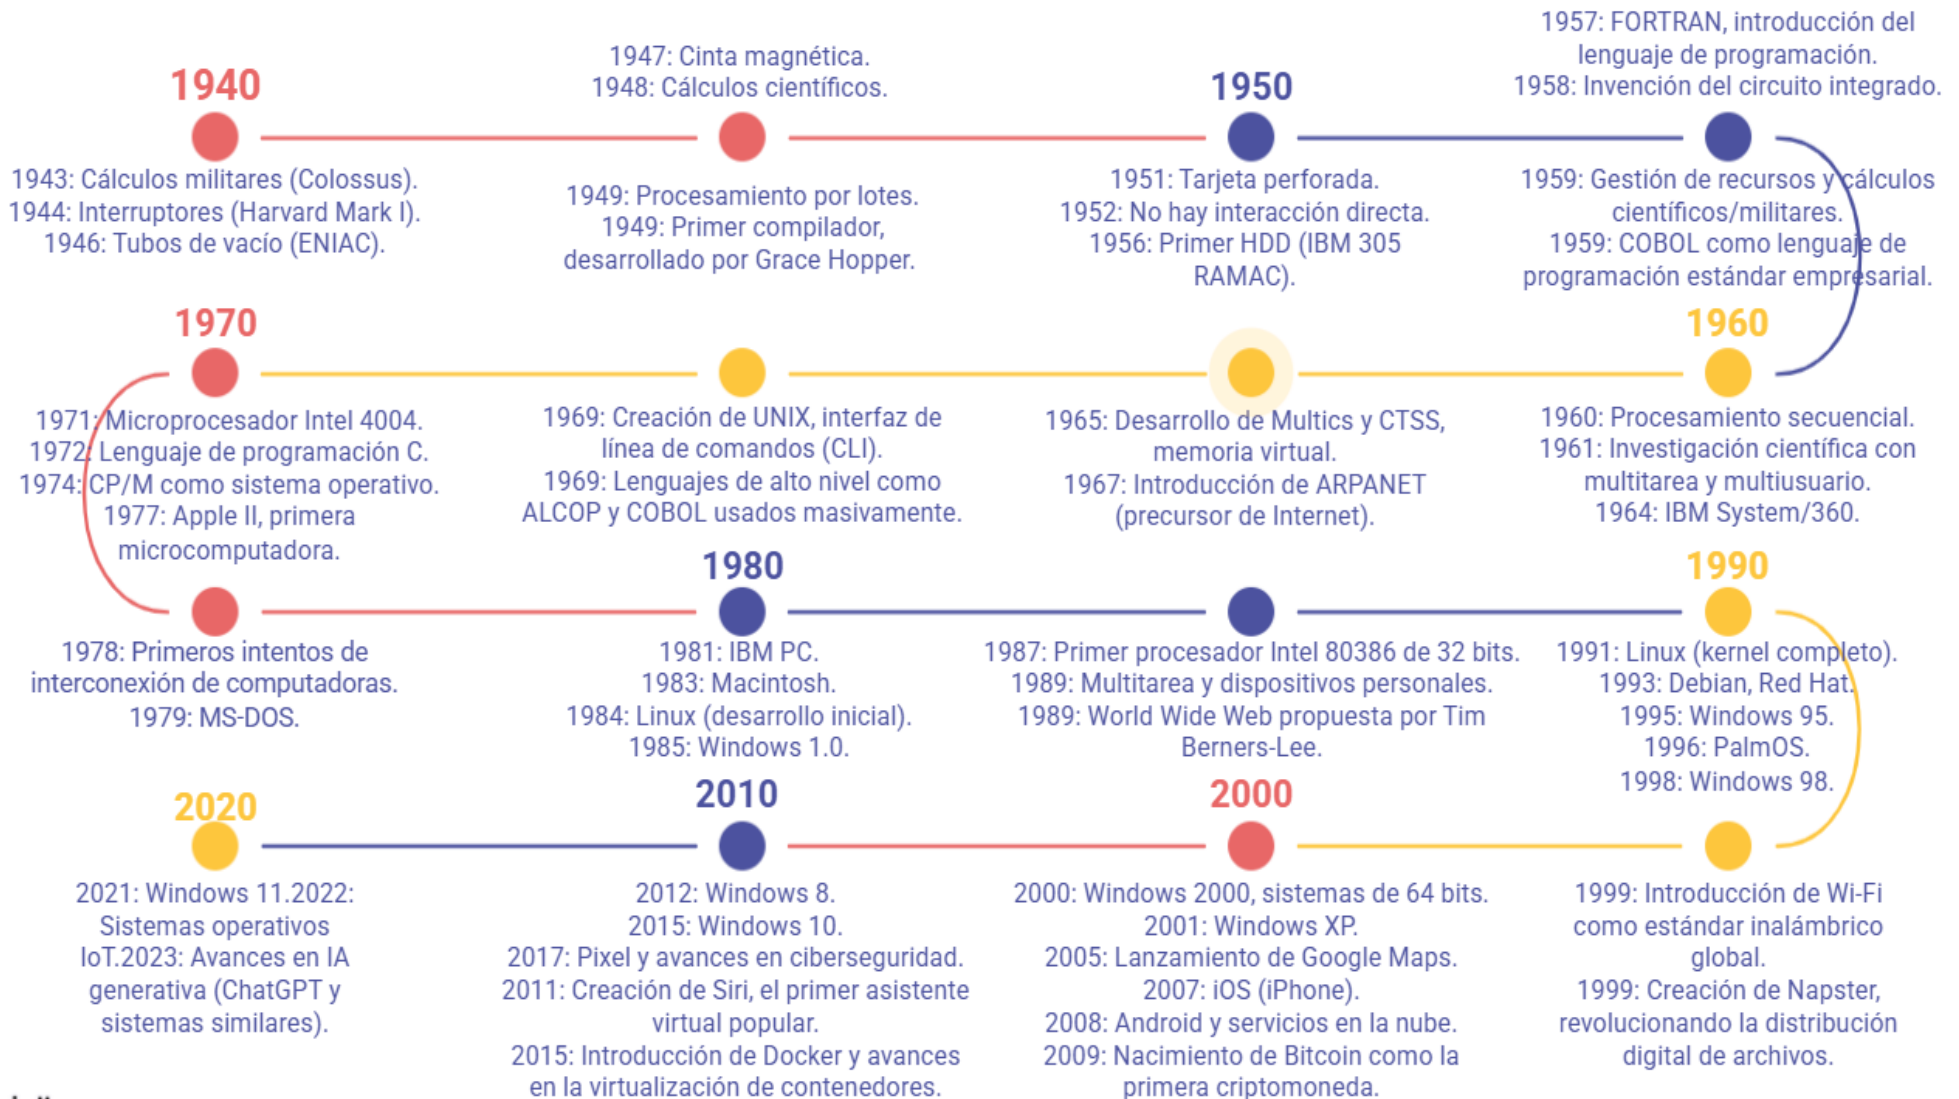 1940
1943: Cálculos militares (Colossus).
1944: Interruptores (Harvard Mark I).
1946: Tubos de vacío (ENIAC).
1947: Cinta magnética.
1948: Cálculos científicos.
1949: Procesamiento por lotes.
1949: Primer compilador,
desarrollado por Grace Hopper.
1950
1951: Tarjeta perforada.
1952: No hay interacción directa.
1956: Primer HDD (IBM 305
RAMAC).
1957: FORTRAN, introducción del
lenguaje de programación.
1958: Invención del circuito integrado.
1959: Gestión de recursos y cálculos
científicos/militares.
1959: COBOL como lenguaje de
programación estándar empresarial.
1960
1960: Procesamiento secuencial.
1961: Investigación científica con
multitarea y multiusuario.
1964: IBM System/360.
1965: Desarrollo de Multics y CTSS,
memoria virtual.
1967: Introducción de ARPANET
(precursor de Internet).
1969: Creación de UNIX, interfaz de
línea de comandos (CLI).
1969: Lenguajes de alto nivel como
ALCOP y COBOL usados masivamente.
1970
1971: Microprocesador Intel 4004.
1972: Lenguaje de programación C.
1974: CP/M como sistema operativo.
1977: Apple II, primera
microcomputadora.
1978: Primeros intentos de
interconexión de computadoras.
1979: MS-DOS.
1980
1981: IBM PC.
1983: Macintosh.
1984: Linux (desarrollo inicial).
1985: Windows 1.0.
1987: Primer procesador Intel 80386 de 32 bits.
1989: Multitarea y dispositivos personales.
1989: World Wide Web propuesta por Tim
Berners-Lee.
1990
1991: Linux (kernel completo).
1993: Debian, Red Hat.
1995: Windows 95.
1996: PalmOS.
1998: Windows 98.
1999: Introducción de Wi-Fi
como estándar inalámbrico
global.
1999: Creación de Napster,
revolucionando la distribución
digital de archivos.
2000
2000: Windows 2000, sistemas de 64 bits.
2001: Windows XP.
2005: Lanzamiento de Google Maps.
2007: iOS (iPhone).
2008: Android y servicios en la nube.
2009: Nacimiento de Bitcoin como la
primera criptomoneda.
2010
2012: Windows 8.
2015: Windows 10.
2017: Pixel y avances en ciberseguridad.
2011: Creación de Siri, el primer asistente
virtual popular.
2015: Introducción de Docker y avances
en la virtualización de contenedores.
2020
2021: Windows 11.2022:
Sistemas operativos
IoT.2023: Avances en IA
generativa (ChatGPT y
sistemas similares).